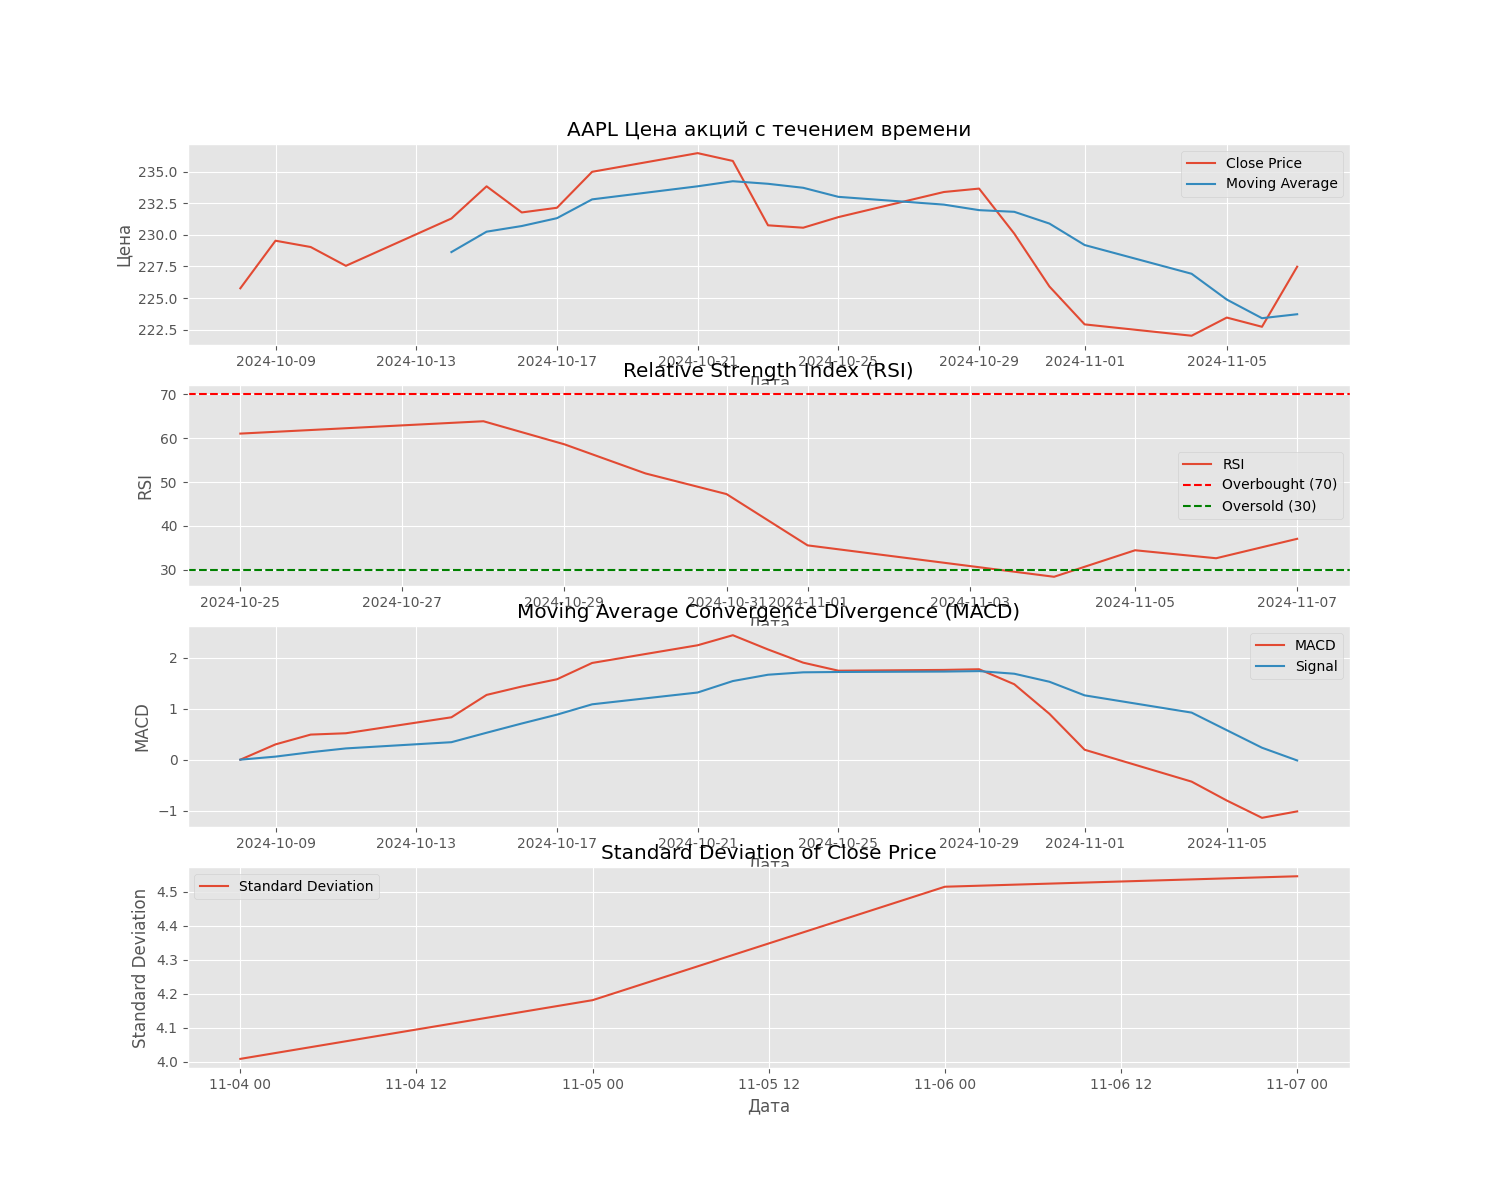 AAPL Цена акций с течением времени
Цена
235.0
232.5
230.0
227.5
225.0
222.5
Close Price
Moving Average
2024-10-09 2024-10-13 2024-10-17 2024-10-21 2024-10-25 2024-10-29 2024-11-01 2024-11-05
Дата
Relative Strength Index (RSI)
RSI
70
60
50
40
30
RSI
Overbought (70)
Oversold (30)
2024-10-25 2024-10-27 2024-10-29 2024-10-31 2024-11-01 2024-11-03 2024-11-05 2024-11-07
Дата
Moving Average Convergence Divergence (MACD)
MACD
2
1
0
−1
MACD
Signal
2024-10-09 2024-10-13 2024-10-17 2024-10-21 2024-10-25 2024-10-29 2024-11-01 2024-11-05
Дата
Standard Deviation of Close Price
Standard Deviation
4.5
4.4
4.3
4.2
4.1
4.0
Standard Deviation
11-04 00 11-04 12 11-05 00 11-05 12 11-06 00 11-06 12 11-07 00
Дата